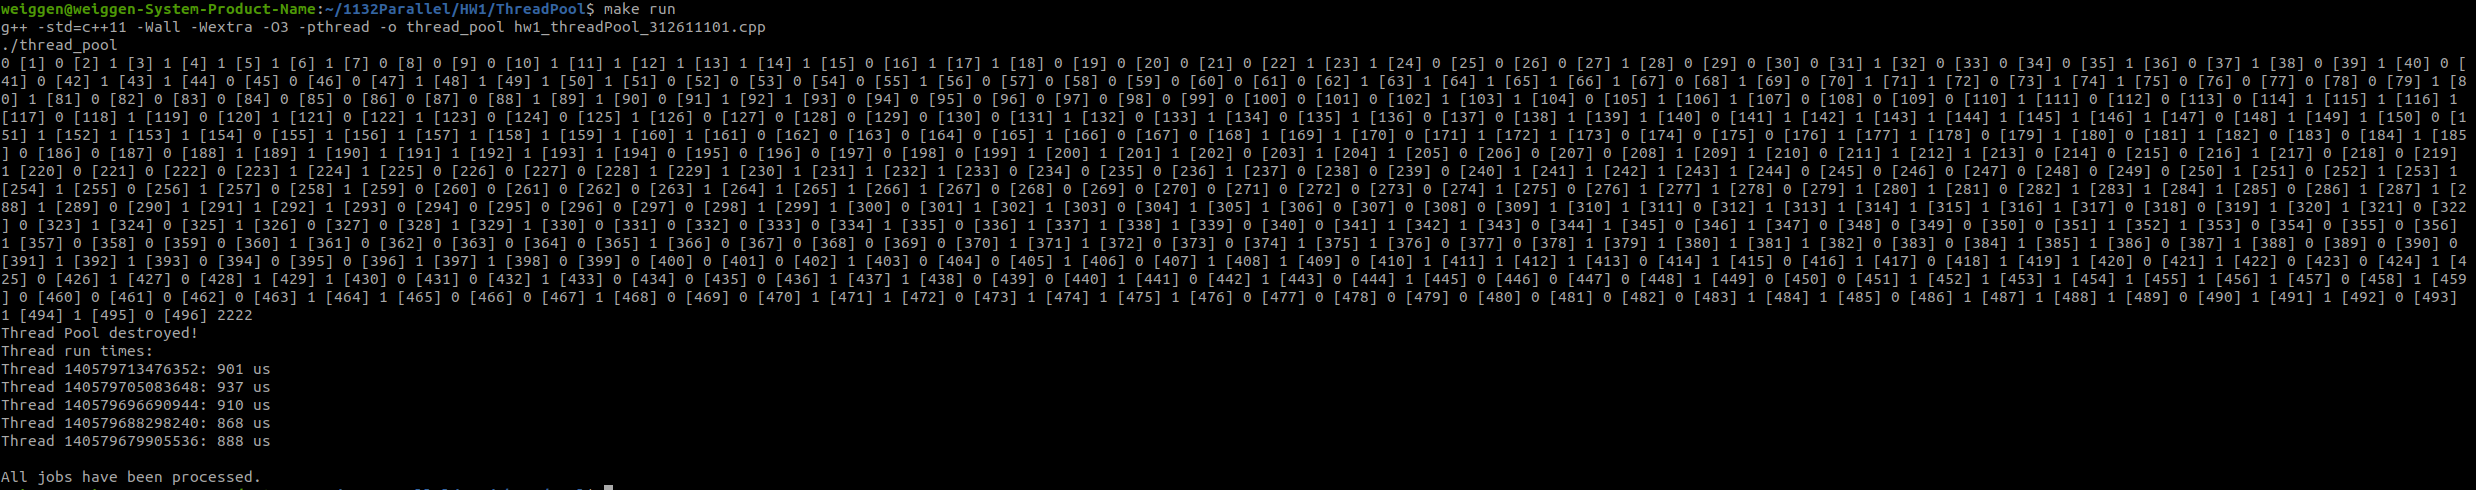 weiggen@weiggen-System-Product-Name:~/1132Parallel/HW1/ThreadPool$ make run
g++ -std=c++11 -Wall -Wextra -O3 -pthread -o thread_pool hw1_threadPool_312611101.cpp
./thread_pool
0 [1] 0 [2] 1 [3] 1 [4] 1 [5] 1 [6] 1 [7] 0 [8] 0 [9] 0 [10] 1 [11] 1 [12] 1 [13] 1 [14] 1 [15] 0 [16] 1 [17] 1 [18] 0 [19] 0 [20] 0 [21] 0 [22] 1 [23] 1 [24] 0 [25] 0 [26] 0 [27] 1 [28] 0 [29] 0 [30] 0 [31] 1 [32] 0 [33] 0 [34] 0 [35] 1 [36] 0 [37] 1 [38] 0 [39] 1 [40] 0 [
41] 0 [42] 1 [43] 1 [44] 0 [45] 0 [46] 0 [47] 1 [48] 1 [49] 1 [50] 1 [51] 0 [52] 0 [53] 0 [54] 0 [55] 1 [56] 0 [57] 0 [58] 0 [59] 0 [60] 0 [61] 0 [62] 1 [63] 1 [64] 1 [65] 1 [66] 1 [67] 0 [68] 1 [69] 0 [70] 1 [71] 1 [72] 0 [73] 1 [74] 1 [75] 0 [76] 0 [77] 0 [78] 0 [79] 1 [8
0] 1 [81] 0 [82] 0 [83] 0 [84] 0 [85] 0 [86] 0 [87] 0 [88] 1 [89] 1 [90] 0 [91] 1 [92] 1 [93] 0 [94] 0 [95] 0 [96] 0 [97] 0 [98] 0 [99] 0 [100] 0 [101] 0 [102] 1 [103] 1 [104] 0 [105] 1 [106] 1 [107] 0 [108] 0 [109] 0 [110] 1 [111] 0 [112] 0 [113] 0 [114] 1 [115] 1 [116] 1
[117] 0 [118] 1 [119] 0 [120] 1 [121] 0 [122] 1 [123] 0 [124] 0 [125] 1 [126] 0 [127] 0 [128] 0 [129] 0 [130] 0 [131] 1 [132] 0 [133] 1 [134] 0 [135] 1 [136] 0 [137] 0 [138] 1 [139] 1 [140] 0 [141] 0 [142] 1 [143] 1 [144] 1 [145] 1 [146] 1 [147] 0 [148] 1 [149] 1 [150] 0 [1
51] 1 [152] 1 [153] 1 [154] 0 [155] 1 [156] 1 [157] 1 [158] 1 [159] 1 [160] 1 [161] 0 [162] 0 [163] 0 [164] 0 [165] 1 [166] 0 [167] 0 [168] 1 [169] 1 [170] 0 [171] 1 [172] 1 [173] 0 [174] 0 [175] 0 [176] 1 [177] 1 [178] 0 [179] 1 [180] 0 [181] 1 [182] 0 [183] 0 [184] 1 [185
] 0 [186] 0 [187] 0 [188] 1 [189] 1 [190] 1 [191] 1 [192] 1 [193] 1 [194] 0 [195] 0 [196] 0 [197] 0 [198] 0 [199] 1 [200] 1 [201] 1 [202] 0 [203] 1 [204] 1 [205] 0 [206] 0 [207] 0 [208] 1 [209] 1 [210] 0 [211] 1 [212] 1 [213] 0 [214] 0 [215] 0 [216] 1 [217] 0 [218] 0 [219]
1 [220] 0 [221] 0 [222] 0 [223] 1 [224] 1 [225] 0 [226] 0 [227] 0 [228] 1 [229] 1 [230] 1 [231] 1 [232] 1 [233] 0 [234] 0 [235] 0 [236] 1 [237] 0 [238] 0 [239] 0 [240] 1 [241] 1 [242] 1 [243] 1 [244] 0 [245] 0 [246] 0 [247] 0 [248] 0 [249] 0 [250] 1 [251] 0 [252] 1 [253] 1
[254] 1 [255] 0 [256] 1 [257] 0 [258] 1 [259] 0 [260] 0 [261] 0 [262] 0 [263] 1 [264] 1 [265] 1 [266] 1 [267] 0 [268] 0 [269] 0 [270] 0 [271] 0 [272] 0 [273] 0 [274] 1 [275] 0 [276] 1 [277] 1 [278] 0 [279] 1 [280] 1 [281] 0 [282] 1 [283] 1 [284] 1 [285] 0 [286] 1 [287] 1 [2
88] 1 [289] 0 [290] 1 [291] 1 [292] 1 [293] 0 [294] 0 [295] 0 [296] 0 [297] 0 [298] 1 [299] 1 [300] 0 [301] 1 [302] 1 [303] 0 [304] 1 [305] 1 [306] 0 [307] 0 [308] 0 [309] 1 [310] 1 [311] 0 [312] 1 [313] 1 [314] 1 [315] 1 [316] 1 [317] 0 [318] 0 [319] 1 [320] 1 [321] 0 [322
] 0 [323] 1 [324] 0 [325] 1 [326] 0 [327] 0 [328] 1 [329] 1 [330] 0 [331] 0 [332] 0 [333] 0 [334] 1 [335] 0 [336] 1 [337] 1 [338] 1 [339] 0 [340] 0 [341] 1 [342] 1 [343] 0 [344] 1 [345] 0 [346] 1 [347] 0 [348] 0 [349] 0 [350] 0 [351] 1 [352] 1 [353] 0 [354] 0 [355] 0 [356]
1 [357] 0 [358] 0 [359] 0 [360] 1 [361] 0 [362] 0 [363] 0 [364] 0 [365] 1 [366] 0 [367] 0 [368] 0 [369] 0 [370] 1 [371] 1 [372] 0 [373] 0 [374] 1 [375] 1 [376] 0 [377] 0 [378] 1 [379] 1 [380] 1 [381] 1 [382] 0 [383] 0 [384] 1 [385] 1 [386] 0 [387] 1 [388] 0 [389] 0 [390] 0
[391] 1 [392] 1 [393] 0 [394] 0 [395] 0 [396] 1 [397] 1 [398] 0 [399] 0 [400] 0 [401] 0 [402] 1 [403] 0 [404] 0 [405] 1 [406] 0 [407] 1 [408] 1 [409] 0 [410] 1 [411] 1 [412] 1 [413] 0 [414] 1 [415] 0 [416] 1 [417] 0 [418] 1 [419] 1 [420] 0 [421] 1 [422] 0 [423] 0 [424] 1 [4
25] 0 [426] 1 [427] 0 [428] 1 [429] 1 [430] 0 [431] 0 [432] 1 [433] 0 [434] 0 [435] 0 [436] 1 [437] 1 [438] 0 [439] 0 [440] 1 [441] 0 [442] 1 [443] 0 [444] 1 [445] 0 [446] 0 [447] 0 [448] 1 [449] 0 [450] 0 [451] 1 [452] 1 [453] 1 [454] 1 [455] 1 [456] 1 [457] 0 [458] 1 [459
] 0 [460] 0 [461] 0 [462] 0 [463] 1 [464] 1 [465] 0 [466] 0 [467] 1 [468] 0 [469] 0 [470] 1 [471] 1 [472] 0 [473] 1 [474] 1 [475] 1 [476] 0 [477] 0 [478] 0 [479] 0 [480] 0 [481] 0 [482] 0 [483] 1 [484] 1 [485] 0 [486] 1 [487] 1 [488] 1 [489] 0 [490] 1 [491] 1 [492] 0 [493]
1 [494] 1 [495] 0 [496] 2222
Thread Pool destroyed!
Thread run times:
Thread 140579713476352: 901 us
Thread 140579705083648: 937 us
Thread 140579696690944: 910 us
Thread 140579688298240: 868 us
Thread 140579679905536: 888 us
All jobs have been processed.